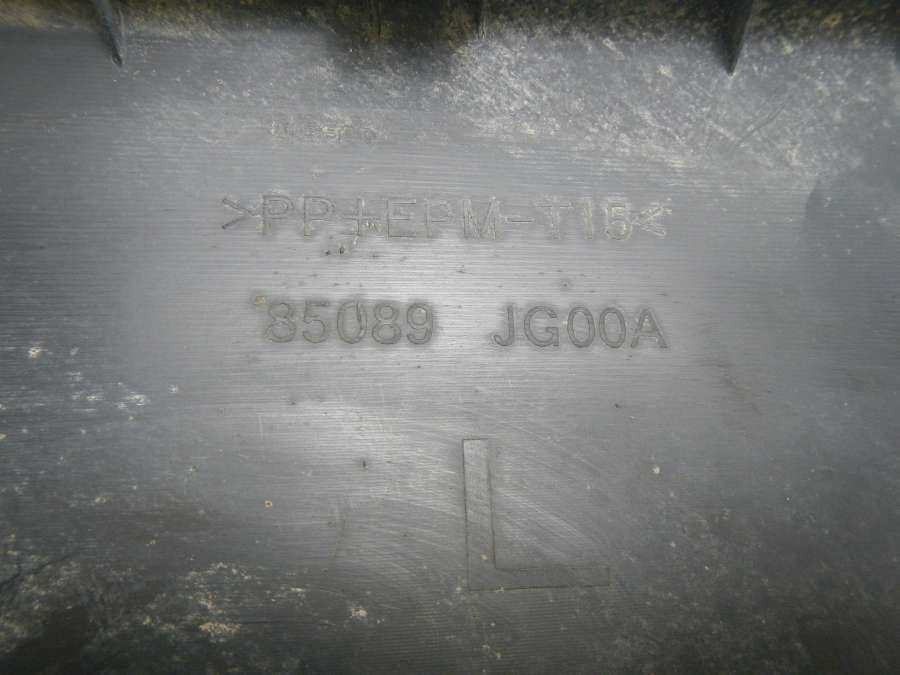 >PP+EPM-T15<
85089 JG00A
L